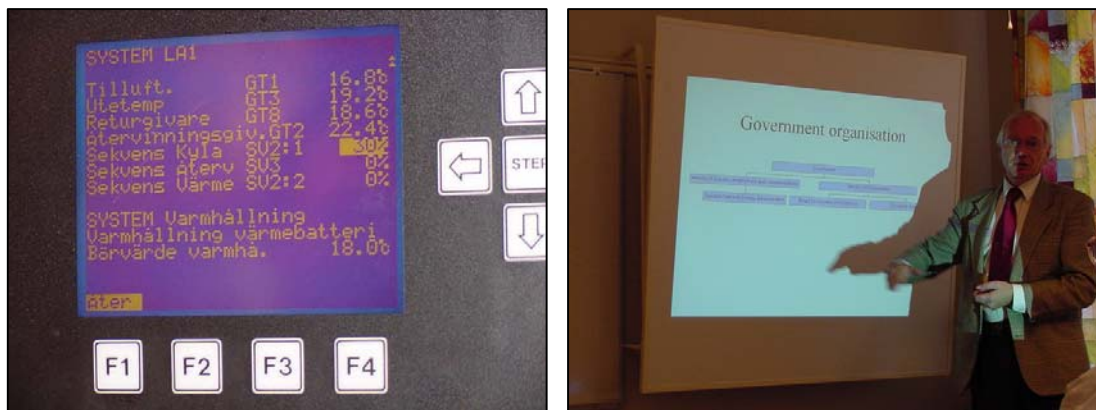 SYSTEM LA1
Tilluft. GT1 16.8°c
Utetemp GT3 19.2°c
Returgivare GT8 18.6°c
Återvinningsgiv.GT2 22.4°c
Sekvens Kyla SV2:1 30%
Sekvens Återv SV3 0%
Sekvens Värme SV2:2 0%
SYSTEM Varmhållning
Varmhållning värmebatteri
Börvärde varmhå. 18.0°c
Åter
STEP
F1 F2 F3 F4
Government organisation